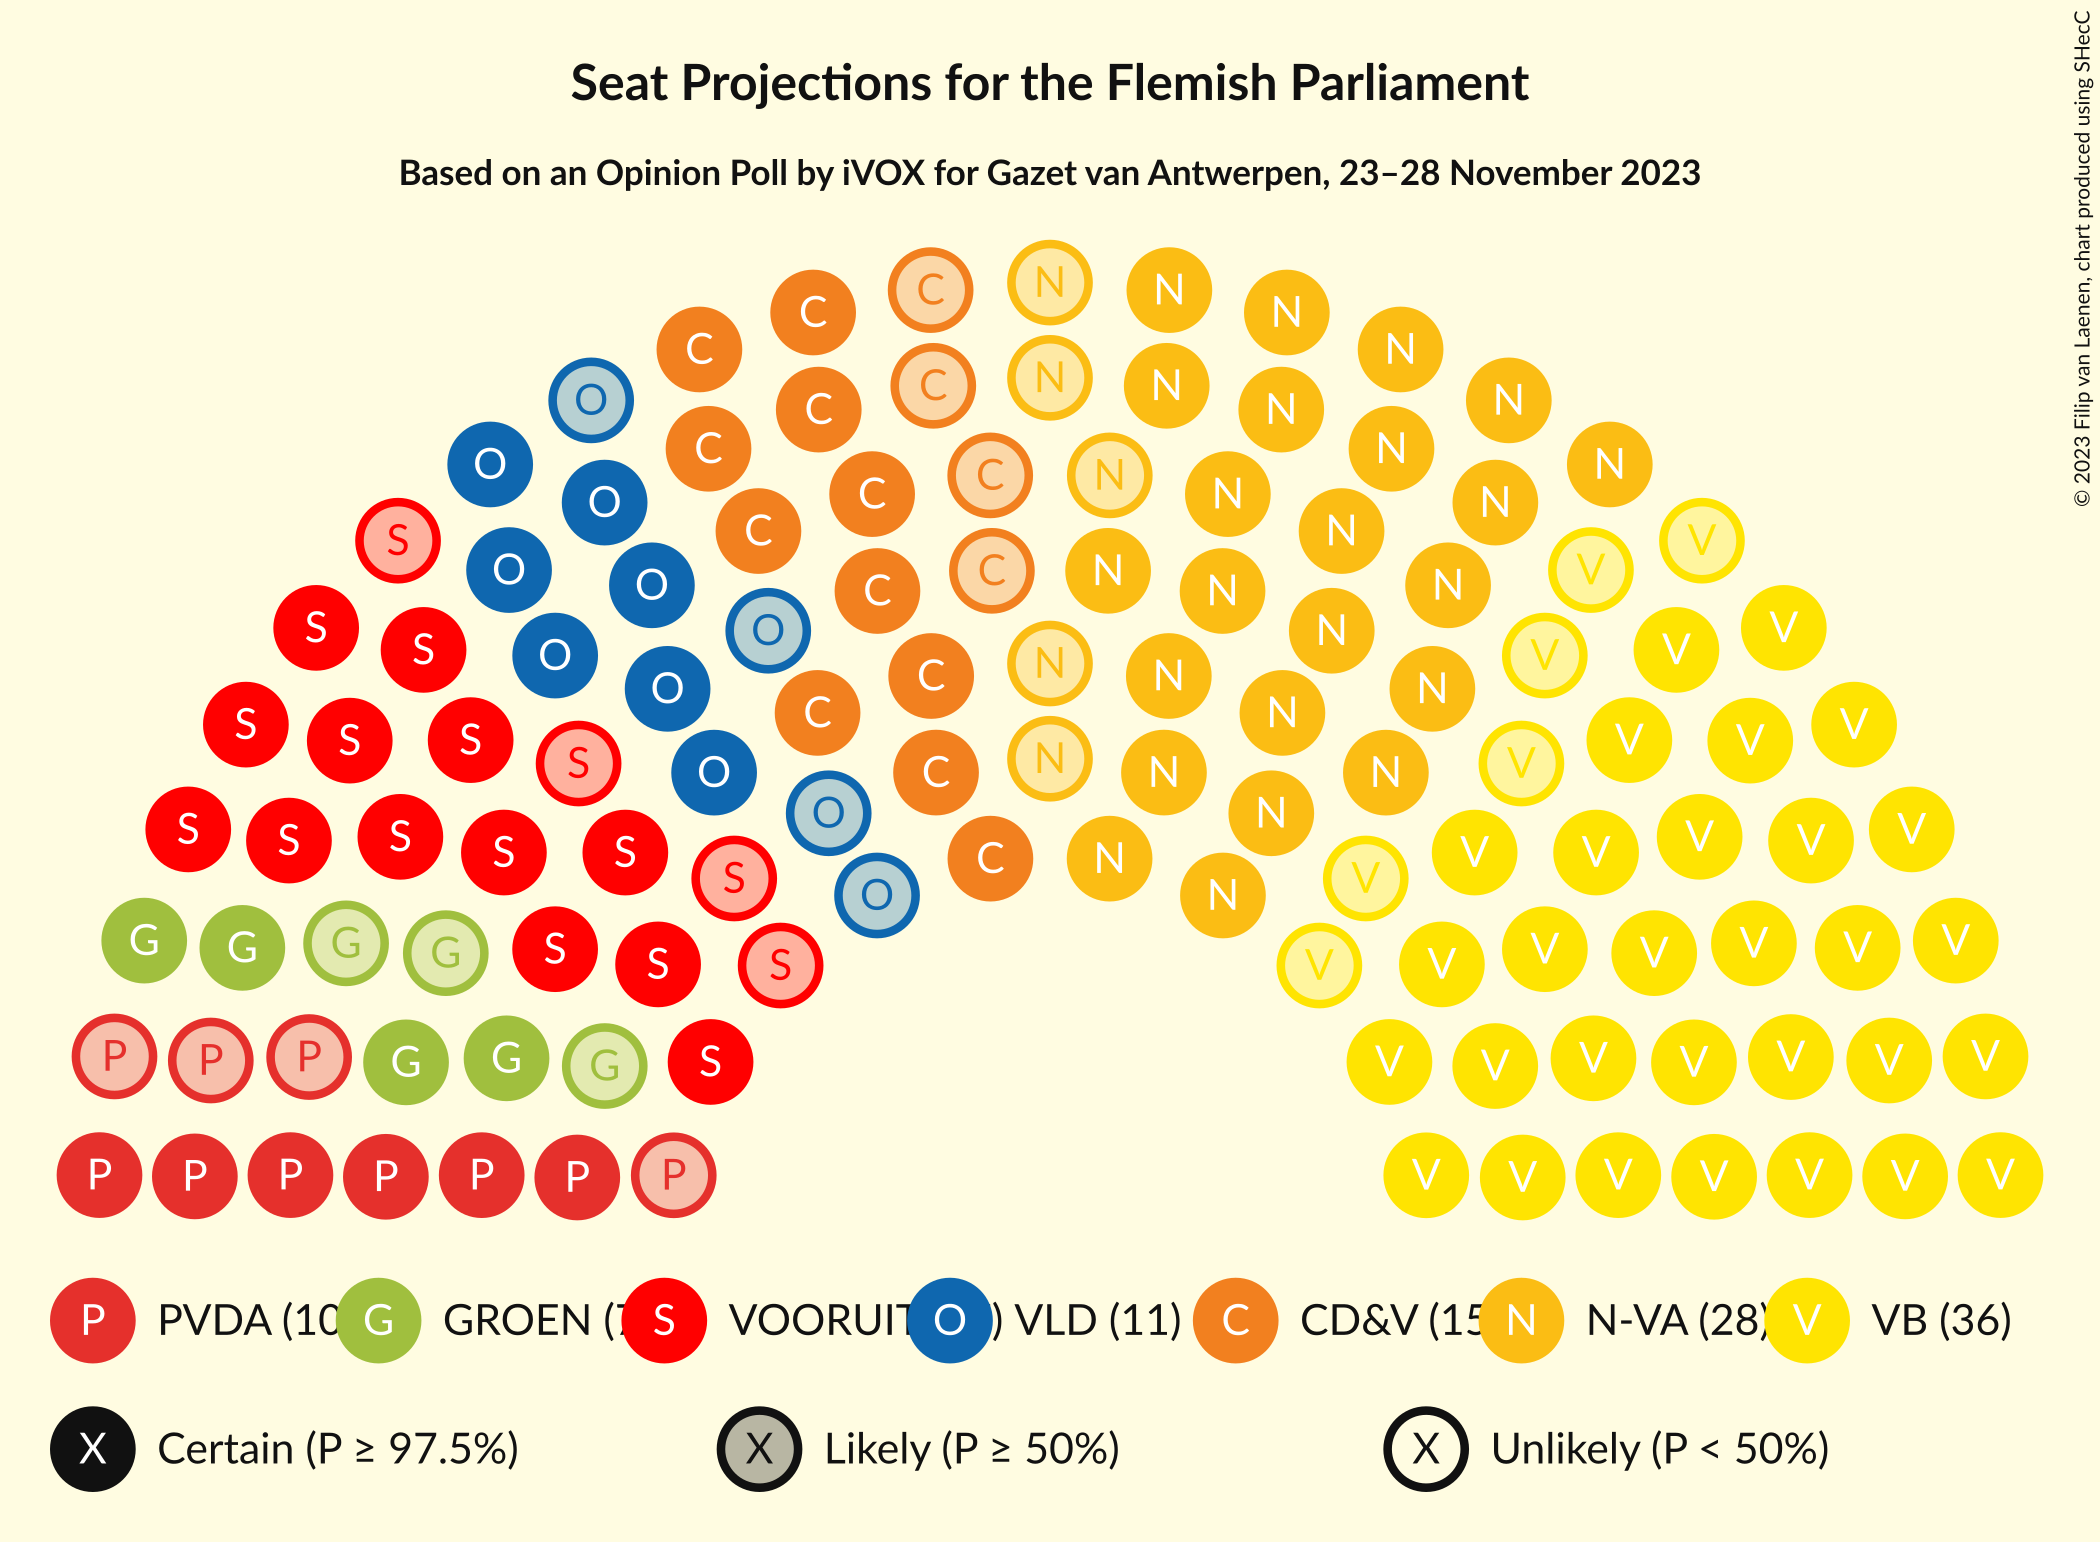 Seat Projections for the Flemish Parliament
Based on an Opinion Poll by iVOX for Gazet van Antwerpen, 23–28 November 2023
© 2023 Filip van Laenen, chart produced using SHecC
C C N N N
C C N N
O C C N N N N
O C C N N N
O C C N N N
S O C N N V V
O O C C N N N
S S O O O C N N V V V
S S S S O C C N N N V V V V
S S S S S O C N N N V V V V V
G G G G S S S S O C N N V V V V V V V V
P P P G G G S V V V V V V V
P P P P P P P V V V V V V V
P PVDA (10 G GROEN (7 S VOORUIT O ) VLD (11) C CD&V (15 N N-VA (28) V VB (36)
X Certain (P ≥ 97.5%) X Likely (P ≥ 50%) X Unlikely (P < 50%)